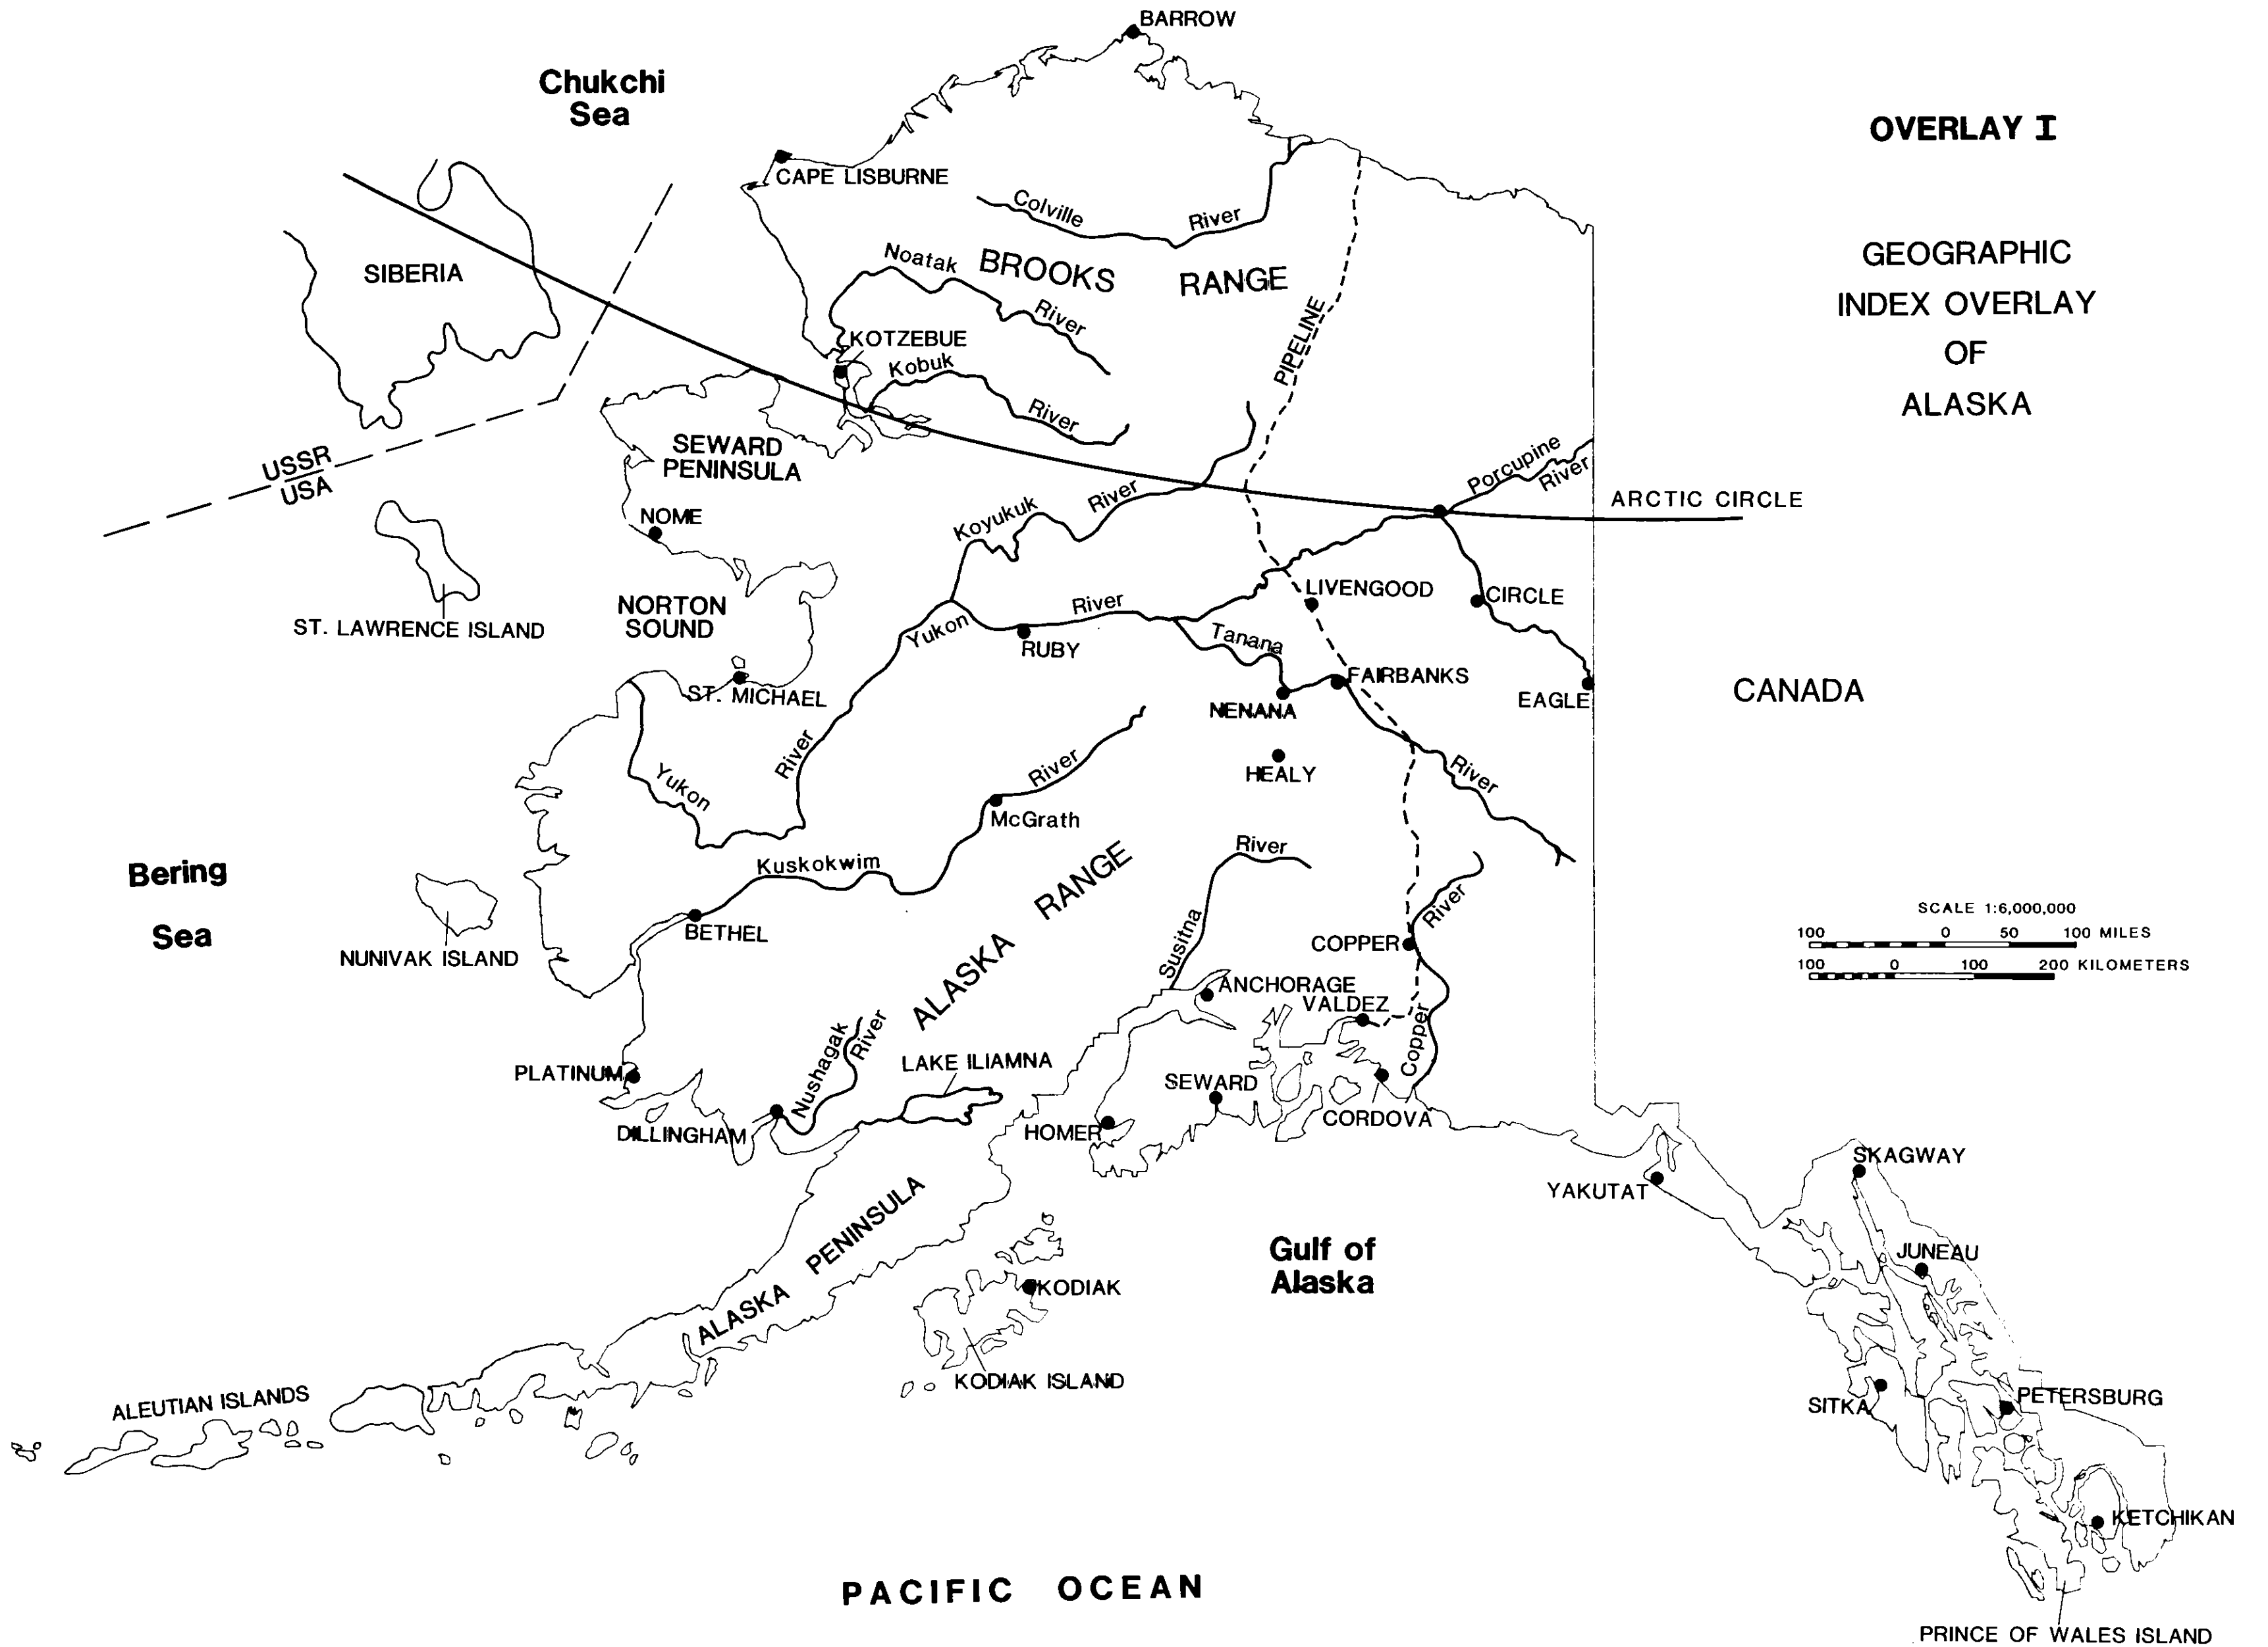 BARROW
Chukchi
Sea
OVERLAY I
CAPE LISBURNE
Colville
River
GEOGRAPHIC
INDEX OVERLAY
OF
ALASKA
SIBERIA
Noatak
River
BROOKS
RANGE
PIPELINE
KOTZEBUE
Kobuk
River
SEWARD
PENINSULA
USSR
USA
Porcupine
River
ARCTIC CIRCLE
Koyukuk
River
NOME
NORTON
SOUND
ST. LAWRENCE ISLAND
LIVENGOOD
CIRCLE
Yukon
River
RUBY
Tanana
FAIRBANKS
EAGLE
CANADA
ST. MICHAEL
NENANA
HEALY
River
River
Yukon
River
McGrath
Kuskokwim
RANGE
ALASKA
River
Susitna
Bering
Sea
NUNIVAK ISLAND
BETHEL
River
COPPER
SCALE 1:6,000,000
100 0 50 100 MILES
100 0 100 200 KILOMETERS
ANCHORAGE
VALDEZ
Copper
PLATINUM
Nushagak
River
LAKE ILIAMNA
SEWARD
CORDOVA
DILLINGHAM
HOMER
YAKUTAT
SKAGWAY
ALASKA PENINSULA
Gulf of
Alaska
JUNEAU
KODIAK
KODIAK ISLAND
ALEUTIAN ISLANDS
SITKA
PETERSBURG
KETCHIKAN
PACIFIC OCEAN
PRINCE OF WALES ISLAND